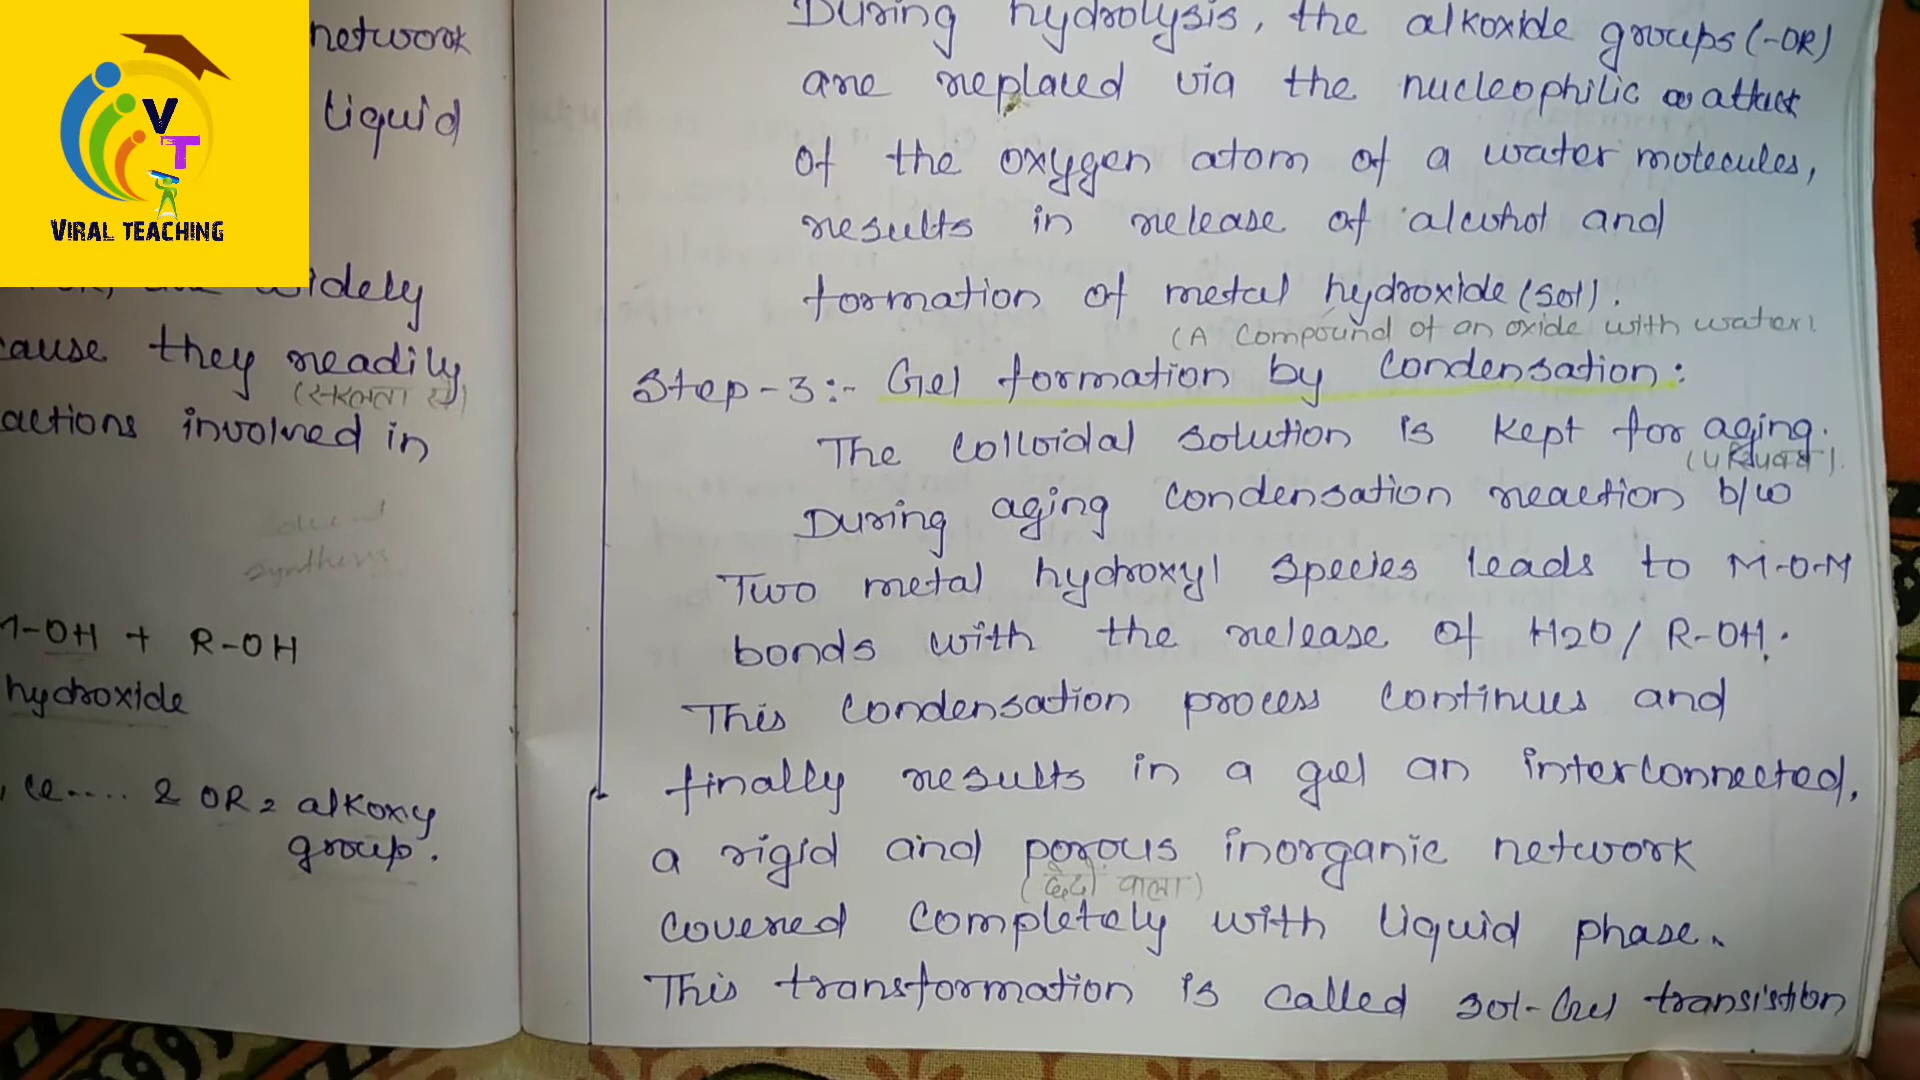 VT
VIRAL TEACHING
network
liquid
widely
cause they readily
actions involved in
synthesis
M-OH + R-OH
hydroxide
, Ce.... & OR = alkoxy
group.
During hydrolysis, the alkoxide groups (-OR)
are replaced via the nucleophilic attack
of the oxygen atom of a water molecules,
results in release of alcohol and
formation of metal hydroxide (sol).
(A Compound of an oxide with water).
Step-3:- Gel formation by Condensation:
The Colloidal solution is kept for aging.
During aging condensation reaction b/w
Two metal hydroxyl species leads to M-O-M
bonds with the release of H2O / R-OH.
This condensation process continues and
finally results in a gel an interconnected,
a rigid and porous inorganic network
वाला)
covered completely with liquid phase.
This transformation is called sol-Gel transistion